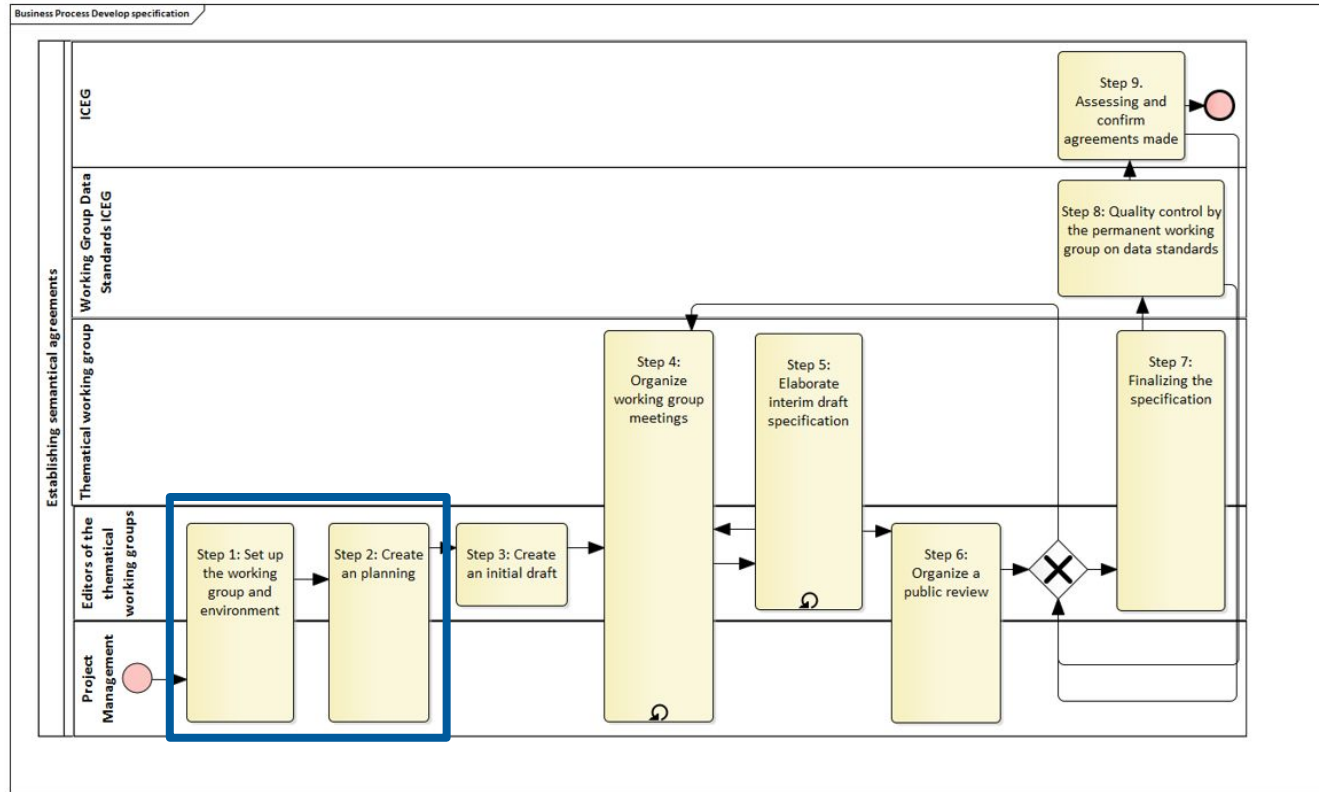 Business Process Develop specification
Establishing semantical agreements
ICEG
Step 9.
Assessing and
confirm
agreements made
Working Group Data
Standards ICEG
Step 8: Quality control by
the permanent working
group on data standards
Thematical working group
Step 4:
Organize
working group
meetings
Step 5:
Elaborate
interim draft
specification
Step 7:
Finalizing the
specification
Editors of the
thematical
working groups
Step 1: Set up
the working
group and
environment
Step 2: Create
an planning
Step 3: Create
an initial draft
Step 6:
Organize a
public review
Project
Management